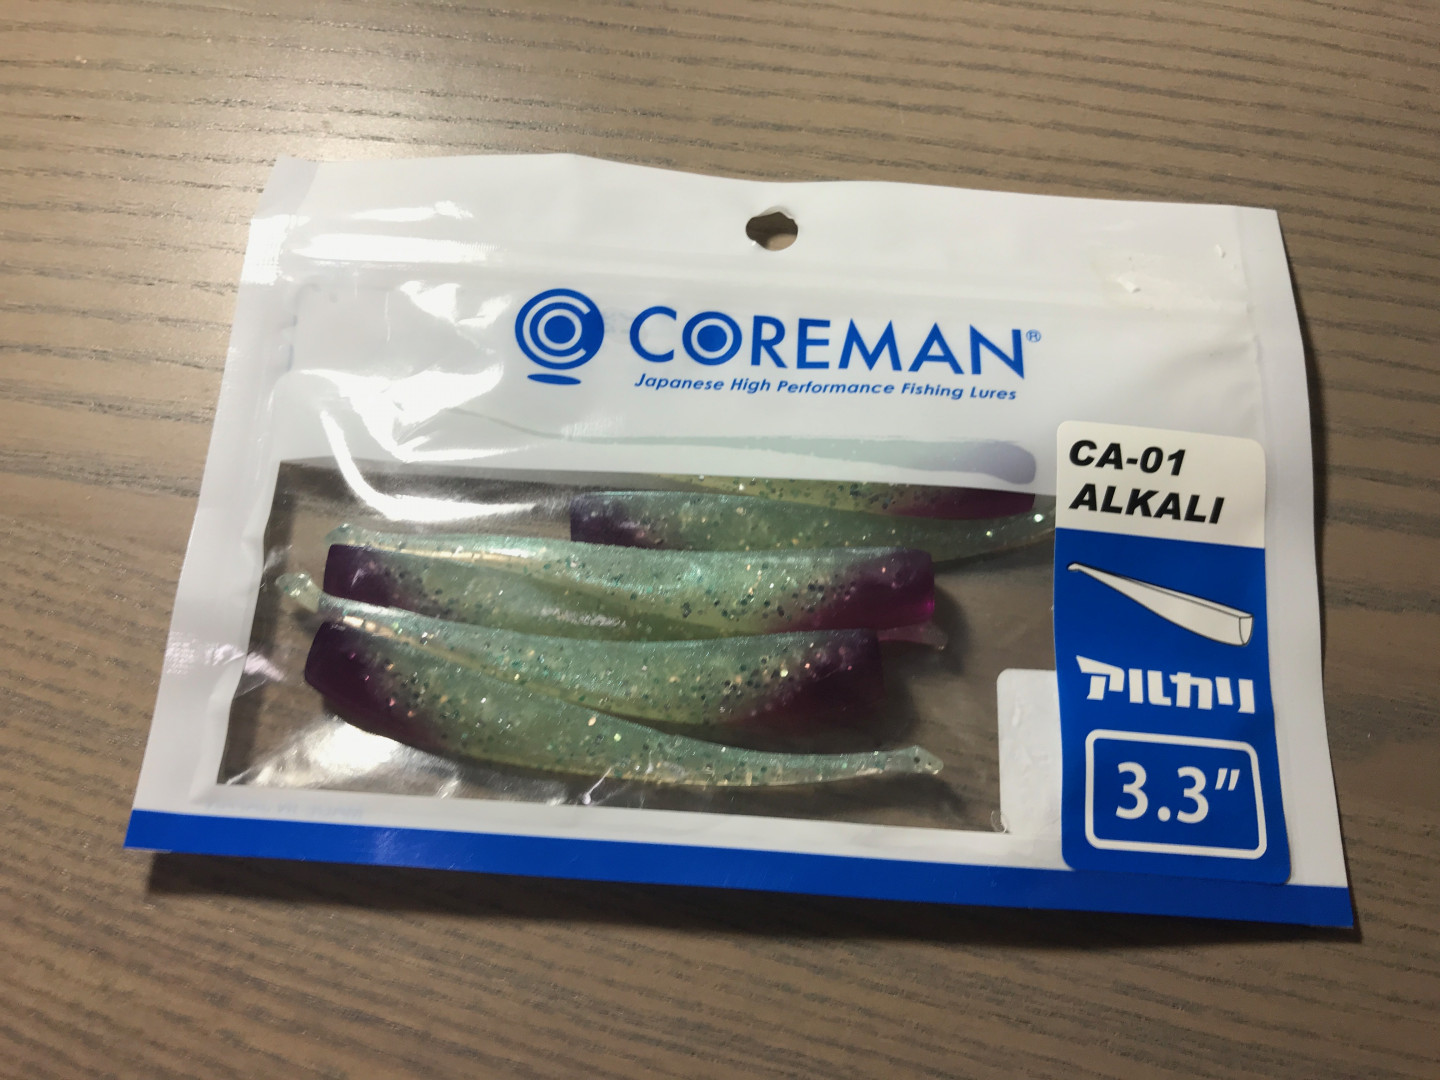 COREMAN®
Japanese High Performance Fishing Lures
CA-01
ALKALI
アルカリ
3.3"